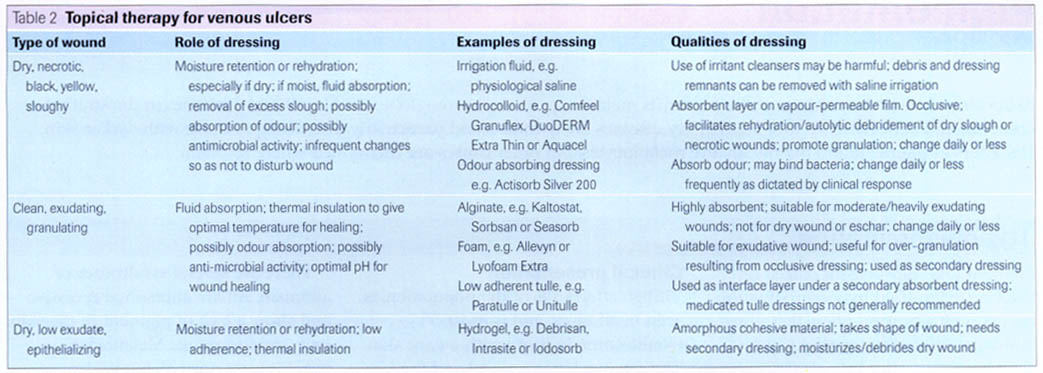 Table 2 Topical therapy for venous ulcers
Type of wound
Role of dressing
Examples of dressing
Qualities of dressing
Dry, necrotic,
black, yellow,
sloughy
Moisture retention or rehydration;
especially if dry; if moist, fluid absorption;
removal of excess slough; possibly
absorption of odour; possibly
antimicrobial activity; infrequent changes
so as not to disturb wound
Irrigation fluid, e.g.
physiological saline
Use of irritant cleansers may be harmful; debris and dressing
remnants can be removed with saline irrigation
Hydrocolloid, e.g. Comfeel
Granuflex, DuoDERM
Extra Thin or Aquacel
Absorbent layer on vapour-permeable film. Occlusive;
facilitates rehydration/autolytic debridement of dry slough or
necrotic wounds; promote granulation; change daily or less
Odour absorbing dressing
e.g. Actisorb Silver 200
Absorb odour; may bind bacteria; change daily or less
frequently as dictated by clinical response
Clean, exudating,
granulating
Fluid absorption; thermal insulation to give
optimal temperature for healing;
possibly odour absorption; possibly
anti-microbial activity; optimal pH for
wound healing
Alginate, e.g. Kaltostat,
Sorbsan or Seasorb
Highly absorbent; suitable for moderate/heavily exudating
wounds; not for dry wound or eschar; change daily or less
Foam, e.g. Allevyn or
Lyofoam Extra
Suitable for exudative wound; useful for over-granulation
resulting from occlusive dressing; used as secondary dressing
Low adherent tulle, e.g.
Paratulle or Unitulle
Used as interface layer under a secondary absorbent dressing;
medicated tulle dressings not generally recommended
Dry, low exudate,
epithelializing
Moisture retention or rehydration; low
adherence; thermal insulation
Hydrogel, e.g. Debrisan,
Intrasite or Iodosorb
Amorphous cohesive material; takes shape of wound; needs
secondary dressing; moisturizes/debrides dry wound